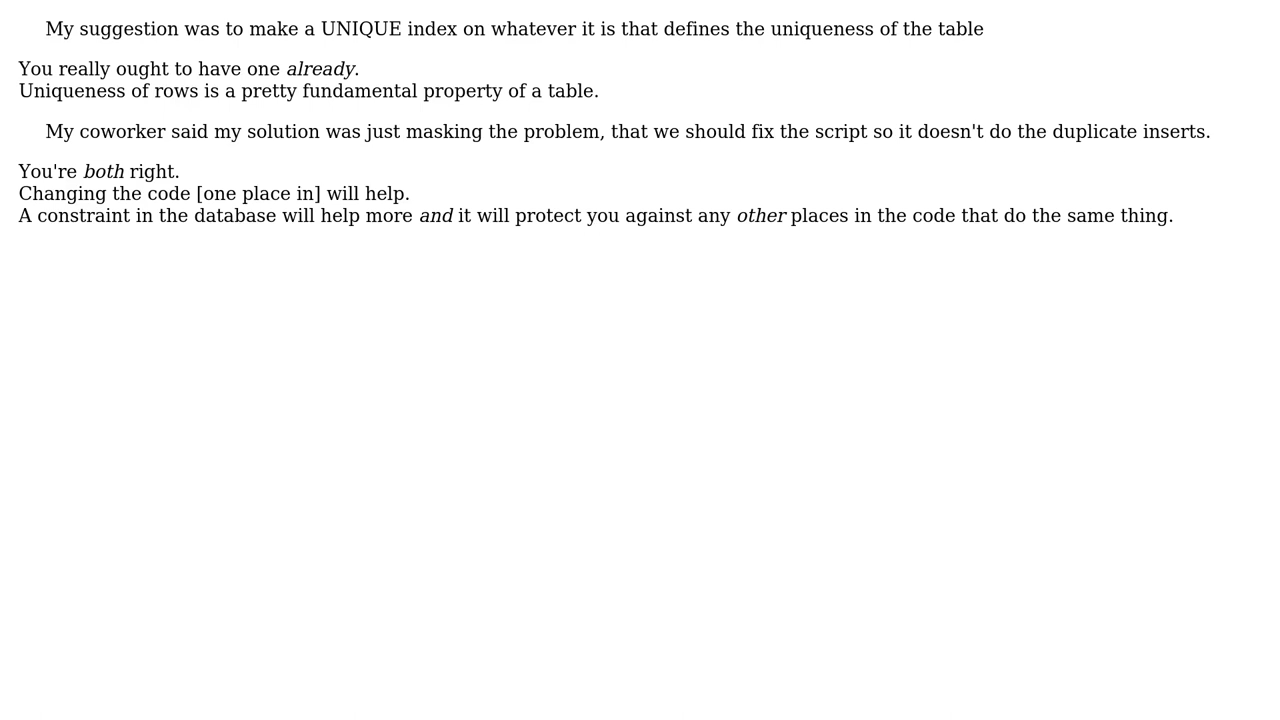 My suggestion was to make a UNIQUE index on whatever it is that defines the uniqueness of the table
You really ought to have one already.
Uniqueness of rows is a pretty fundamental property of a table.
My coworker said my solution was just masking the problem, that we should fix the script so it doesn't do the duplicate inserts.
You're both right.
Changing the code [one place in] will help.
A constraint in the database will help more and it will protect you against any other places in the code that do the same thing.